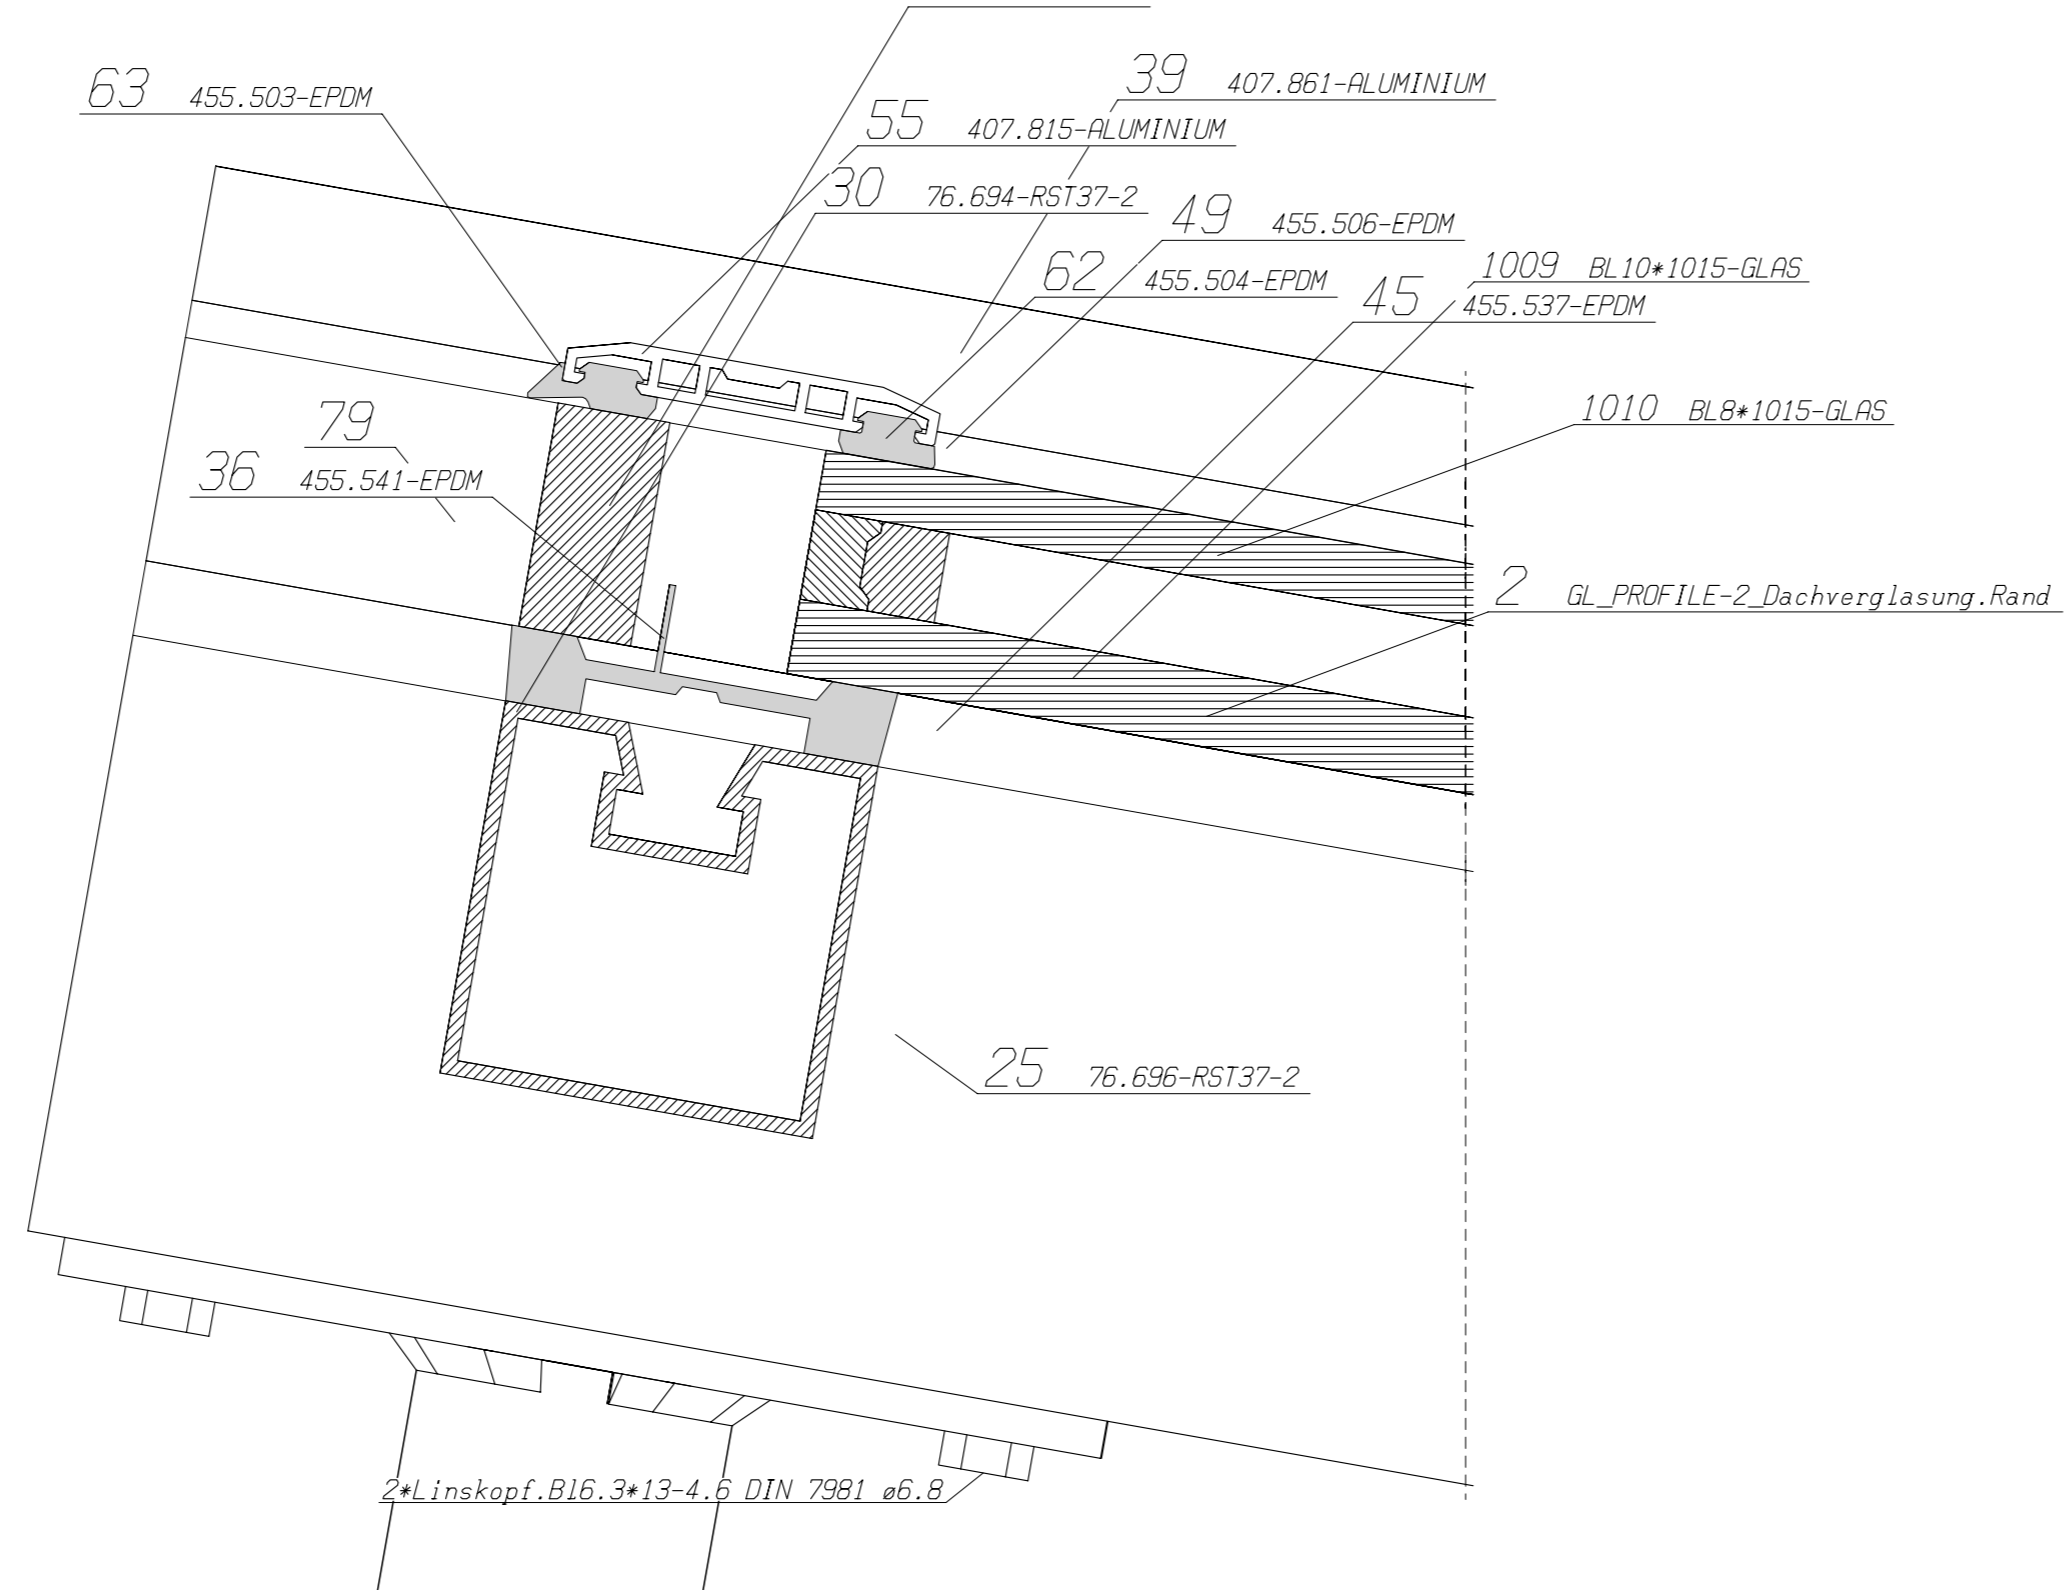 39 407.861-ALUMINIUM
63 455.503-EPDM
55 407.815-ALUMINIUM
30 76.694-RST37-2
49 455.506-EPDM
62 455.504-EPDM
1009 BL10*1015-GLAS
45 455.537-EPDM
1010 BL8*1015-GLAS
79
36 455.541-EPDM
2 GL_PROFILE-2_Dachverglasung.Rand
25 76.696-RST37-2
2*Linskopf.Bl6.3*13-4.6 DIN 7981 ø6.8